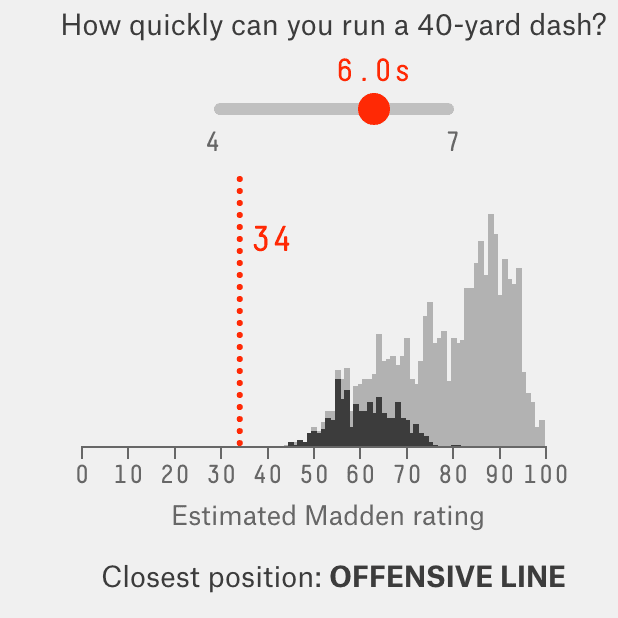 How quickly can you run a 40-yard dash?
6.0s
4 7
34
0 10 20 30 40 50 60 70 80 90 100
Estimated Madden rating
Closest position: OFFENSIVE LINE